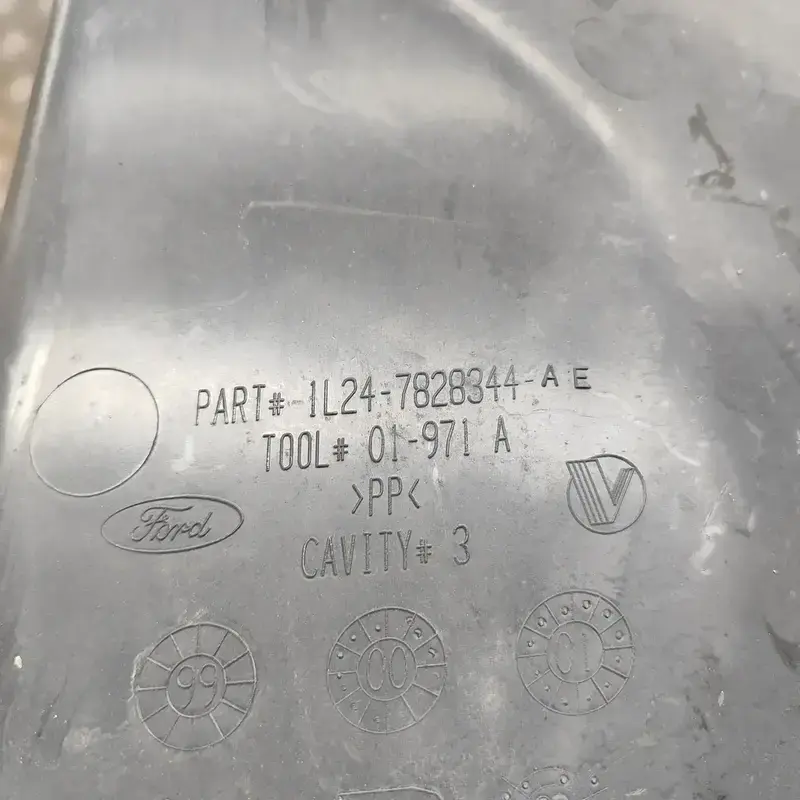 PART# 1L24-7828344-AE
TOOL# 01-971 A
>PP<
Ford
V
CAVITY# 3
99
00
01